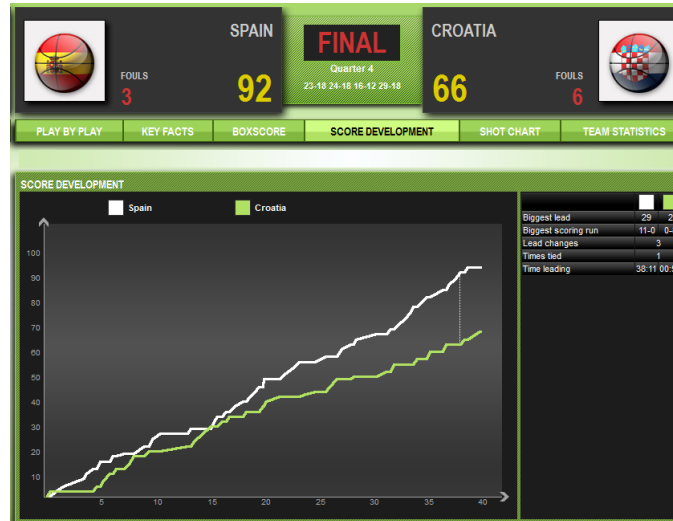 SPAIN
FINAL
CROATIA
Quarter 4
FOULS
3
92
23-18 24-18 16-12 29-18
66
FOULS
6
PLAY BY PLAY KEY FACTS BOXSCORE SCORE DEVELOPMENT SHOT CHART TEAM STATISTICS
SCORE DEVELOPMENT
Spain Croatia
Biggest lead 29
Biggest scoring run 11-0
Lead changes 3
Times tied 1
Time leading 38:11
100
90
80
70
60
50
40
30
20
10
5 10 15 20 25 30 35 40